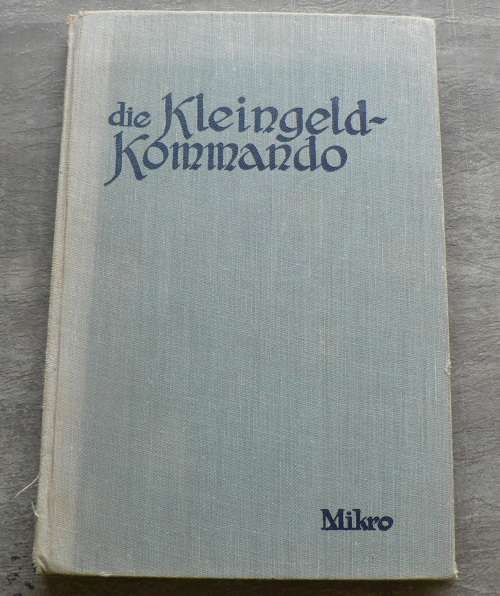 die Kleingeld-
Kommando
Mikro